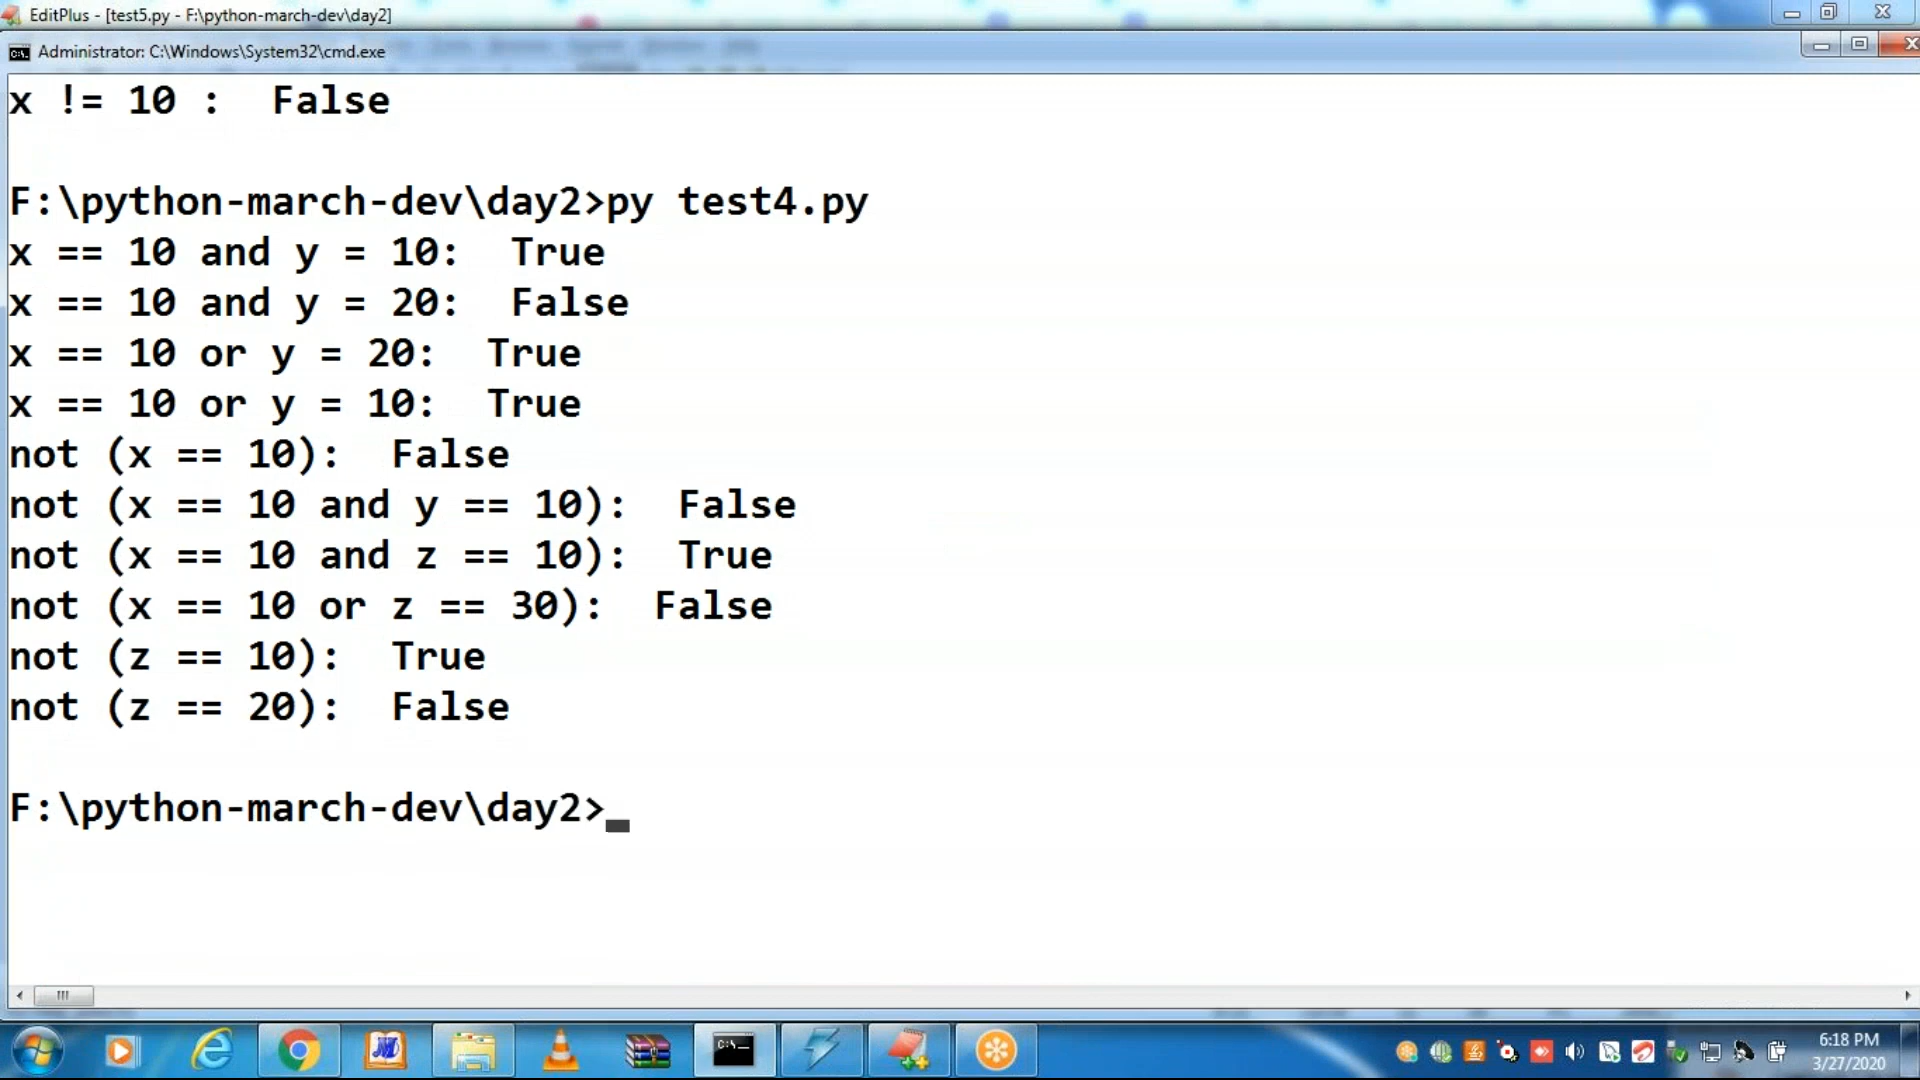 EditPlus - [test5.py - F:\python-march-dev\day2]
Administrator: C:\Windows\System32\cmd.exe
x != 10 :  False
F:\python-march-dev\day2>py test4.py
x == 10 and y = 10:  True
x == 10 and y = 20:  False
x == 10 or y = 20:  True
x == 10 or y = 10:  True
not (x == 10):  False
not (x == 10 and y == 10):  False
not (x == 10 and z == 10):  True
not (x == 10 or z == 30):  False
not (z == 10):  True
not (z == 20):  False
F:\python-march-dev\day2>_
6:18 PM
3/27/2020